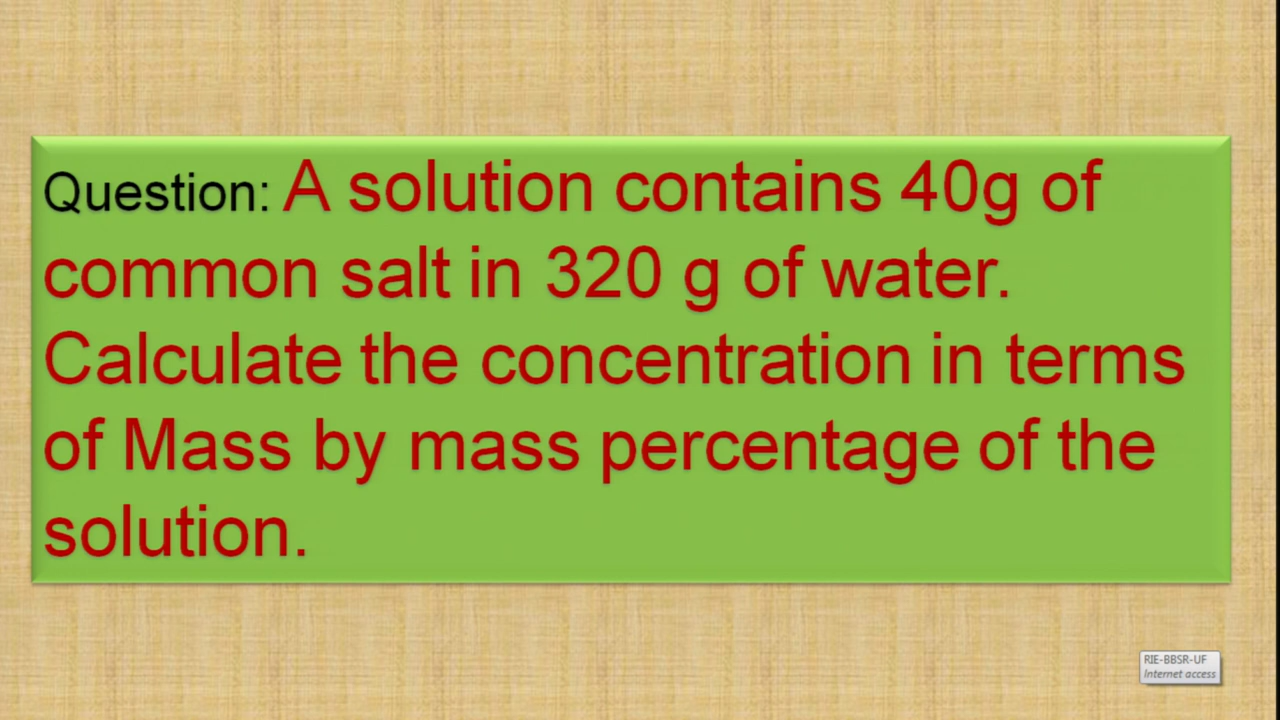 Question: A solution contains 40g of
common salt in 320 g of water.
Calculate the concentration in terms
of Mass by mass percentage of the
solution.
RIE-BBSR-UF
Internet access